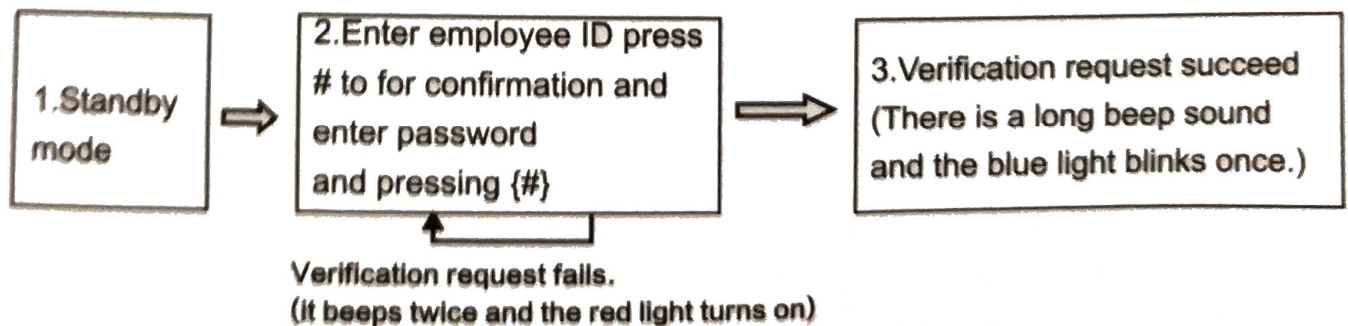 1.Standby
mode
2.Enter employee ID press
# to for confirmation and
enter password
and pressing {#}
3.Verification request succeed
(There is a long beep sound
and the blue light blinks once.)
Verification request fails.
(It beeps twice and the red light turns on)